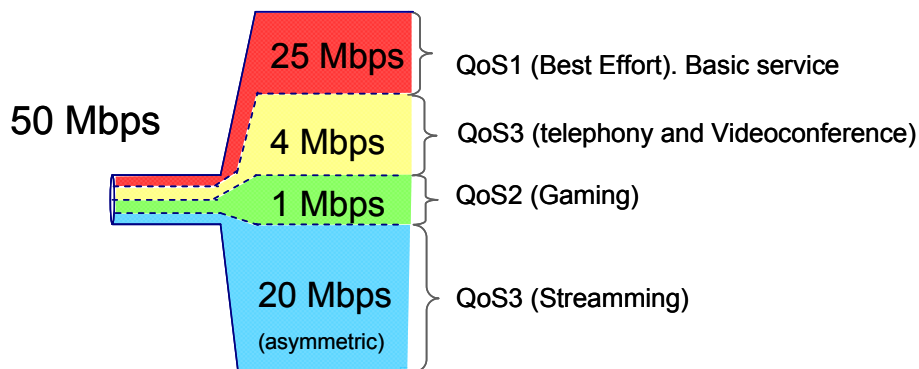 25 Mbps
QoS1 (Best Effort). Basic service
50 Mbps
4 Mbps
QoS3 (telephony and Videoconference)
1 Mbps
QoS2 (Gaming)
20 Mbps
(asymmetric)
QoS3 (Streamming)